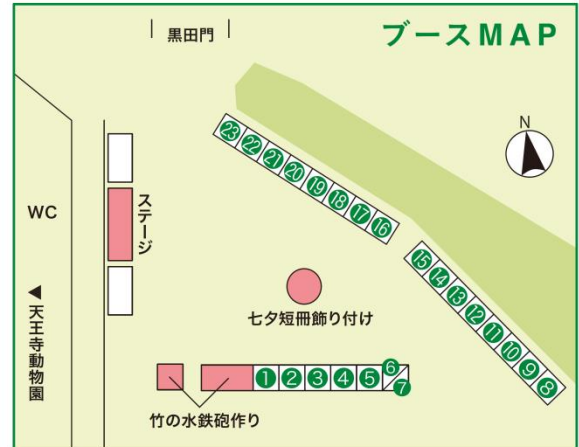 黒田門
ブースMAP
N
㉓ ㉒ ㉑ ⑳ ⑲ ⑱ ⑰ ⑯
⑮ ⑭ ⑬ ⑫ ⑪ ⑩ ⑨ ⑧
WC
ステージ
◀天王寺動物園
七夕短冊飾り付け
① ② ③ ④ ⑤ ⑥ ⑦
竹の水鉄砲作り